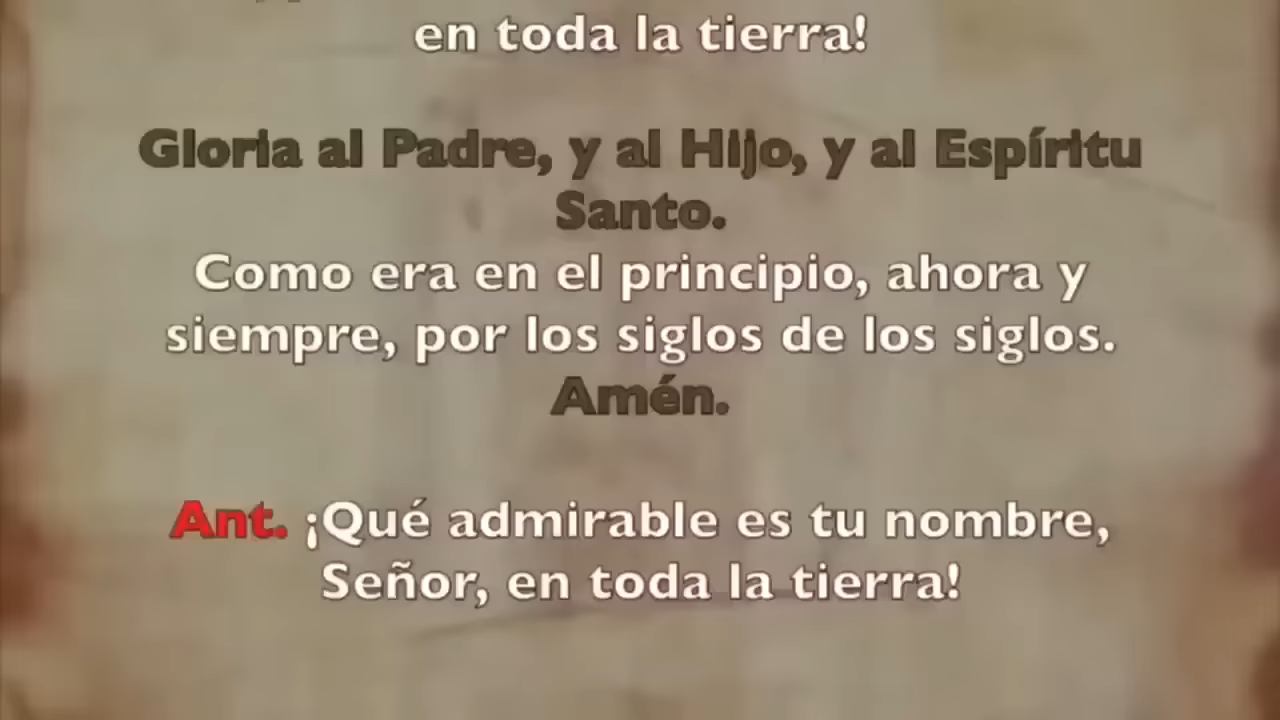 en toda la tierra!
Gloria al Padre, y al Hijo, y al Espíritu
Santo.
Como era en el principio, ahora y
siempre, por los siglos de los siglos.
Amén.
Ant. ¡Qué admirable es tu nombre,
Señor, en toda la tierra!